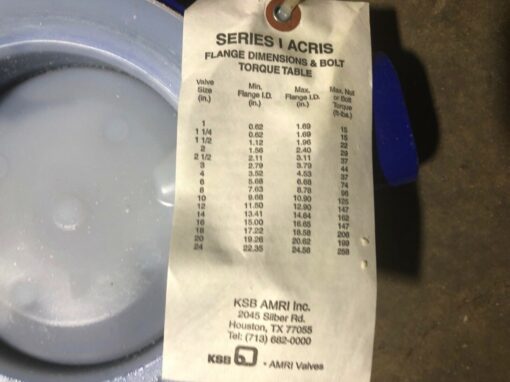 SERIES I ACRIS
FLANGE DIMENSIONS & BOLT
TORQUE TABLE
Valve Min. Max. Max. Nut
Size Flange I.D. Flange I.D. or Bolt
(in.) (in.) (in.) Torque
(ft-lbs.)
1 0.62 1.69 15
1 1/4 0.62 1.69 15
1 1/2 1.12 1.96 22
2 1.56 2.40 29
2 1/2 2.11 3.11 37
3 2.79 3.79 44
4 3.52 4.53 37
6 5.68 6.68 74
8 7.63 8.78 96
10 9.68 10.90 125
12 11.50 12.90 147
14 13.41 14.64 162
16 15.00 16.65 147
18 17.22 18.58 206
20 19.26 20.62 169
24 22.35 24.56 258
KSB AMRI Inc.
2045 Silber Rd.
Houston, TX 77055
Tel: (713) 682-0000
KSB - AMRI Valves